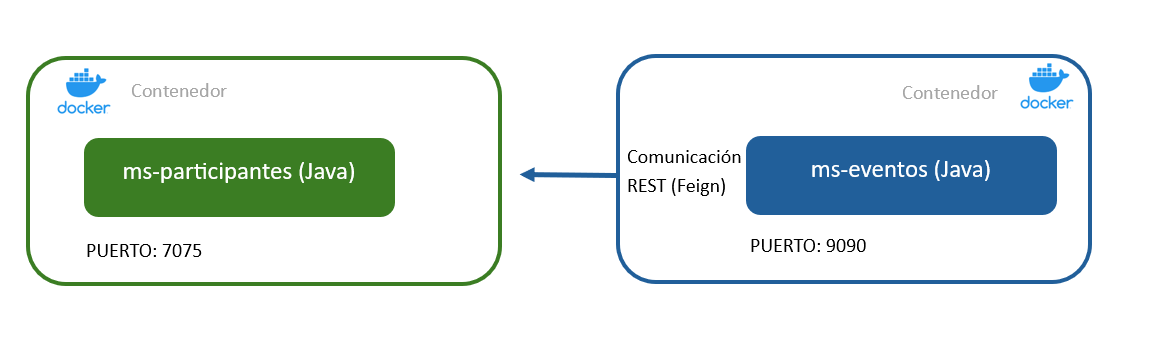 docker
Contenedor
ms-participantes (Java)
PUERTO: 7075
Contenedor
docker
Comunicación
REST (Feign)
ms-eventos (Java)
PUERTO: 9090